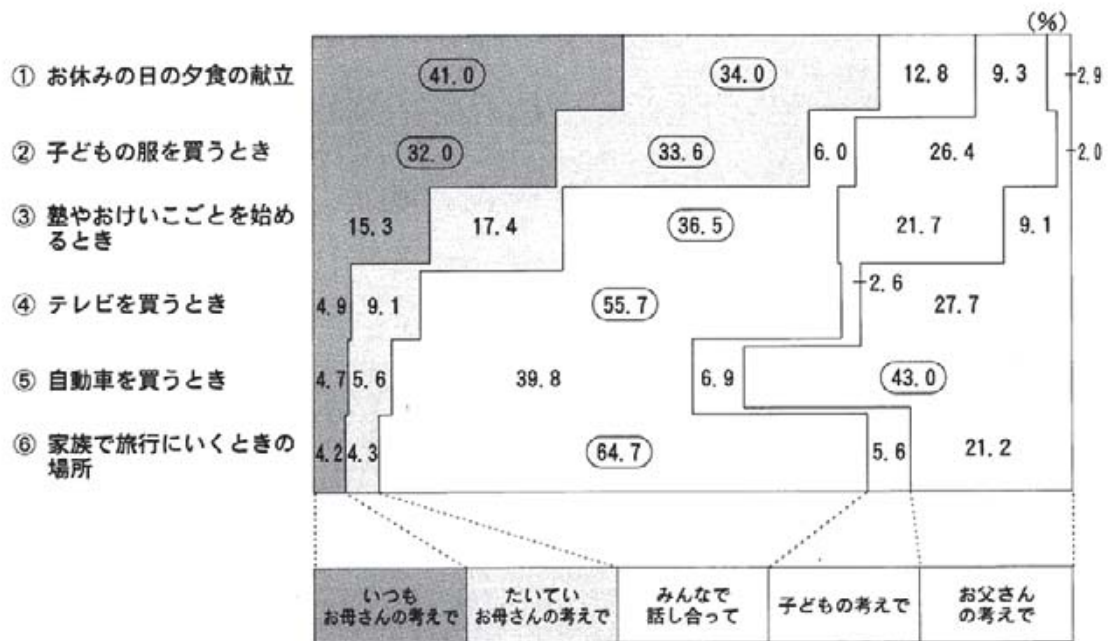 (%)
① お休みの日の夕食の献立
41.0 34.0 12.8 9.3 2.9
② 子どもの服を買うとき
32.0 33.6 6.0 26.4 2.0
③ 塾やおけいこごとを始め
るとき
15.3 17.4 36.5 21.7 9.1
④ テレビを買うとき
4.9 9.1 55.7 2.6 27.7
⑤ 自動車を買うとき
4.7 5.6 39.8 6.9 43.0
⑥ 家族で旅行にいくときの
場所
4.2 4.3 64.7 5.6 21.2
いつも
お母さんの考えで
たいてい
お母さんの考えで
みんなで
話し合って
子どもの考えで
お父さん
の考えで